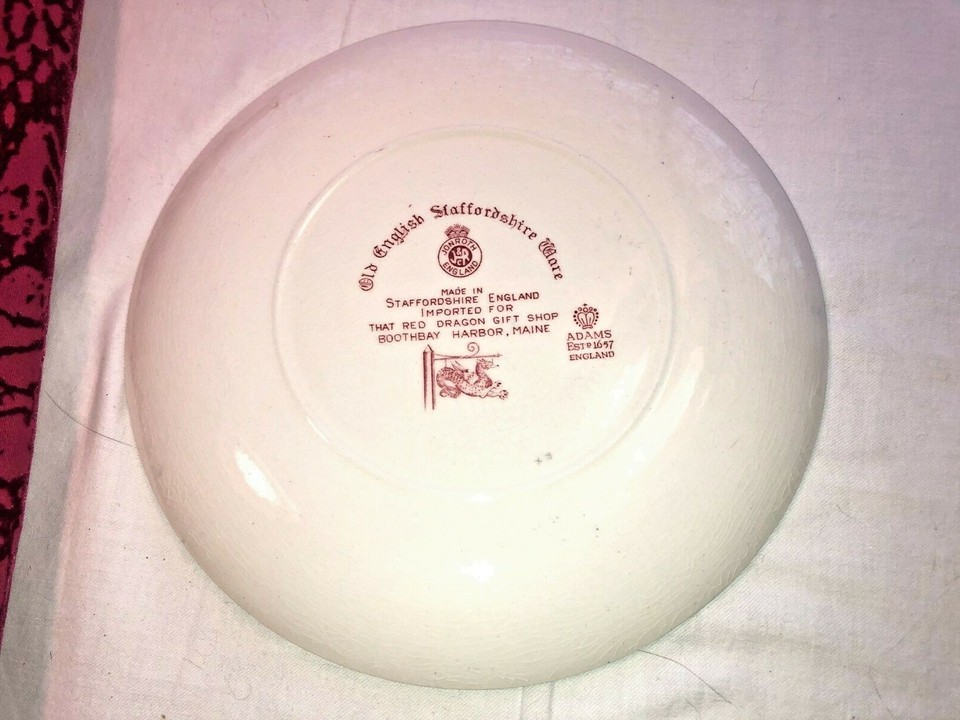 Old English Staffordshire Ware
JONROTH
J&R
ENGLAND
MADE IN
STAFFORDSHIRE ENGLAND
IMPORTED FOR
THAT RED DRAGON GIFT SHOP
BOOTHBAY HARBOR, MAINE
ADAMS
ESTD 1657
ENGLAND